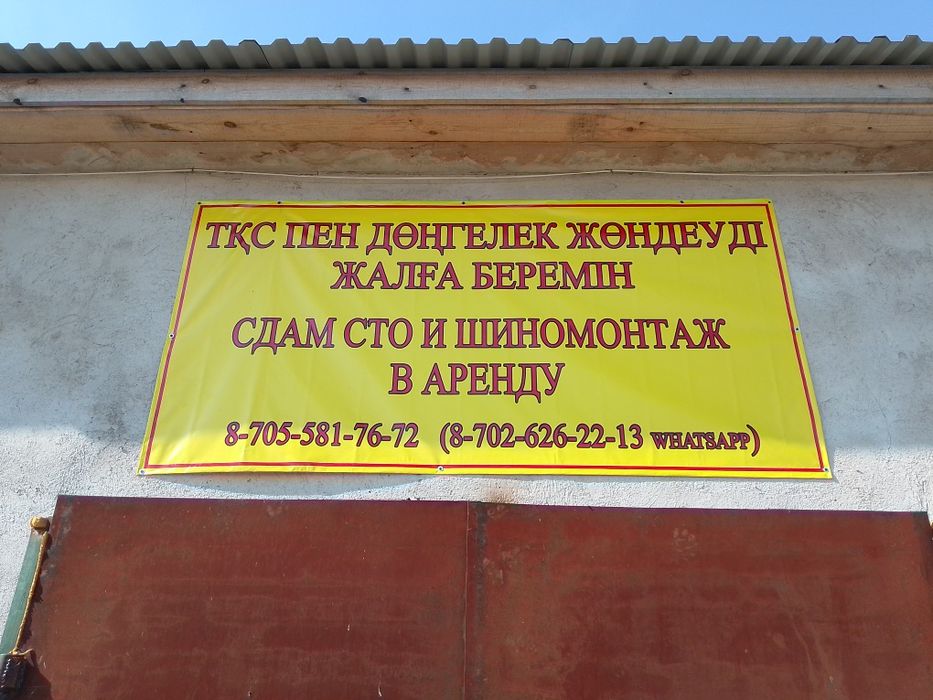 ТҚС ПЕН ДӨҢГЕЛЕК ЖӨНДЕУДІ
ЖАЛҒА БЕРЕМІН
СДАМ СТО И ШИНОМОНТАЖ
В АРЕНДУ
8-705-581-76-72 (8-702-626-22-13 WHATSAPP)